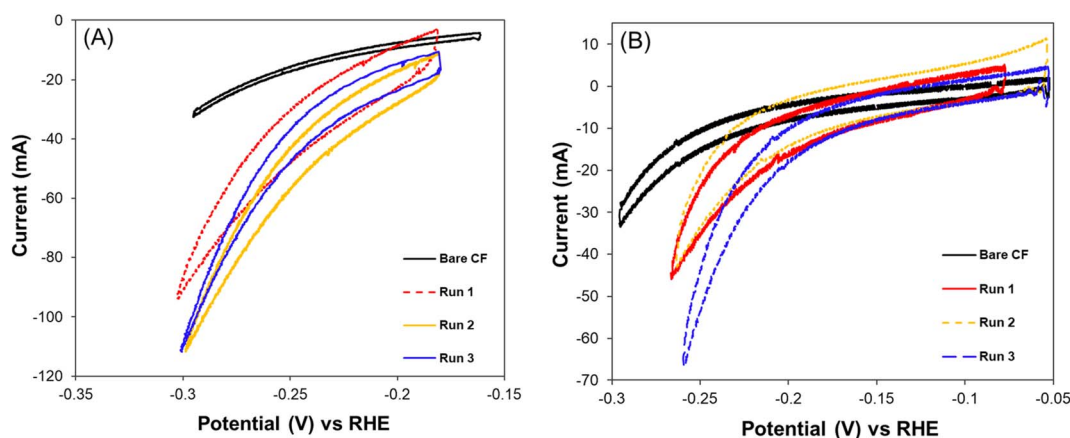 (A)
0
-20
-40
-60
-80
-100
-120
-0.35
-0.3
-0.25
-0.2
-0.15
Current (mA)
Potential (V) vs RHE
Bare CF
Run 1
Run 2
Run 3
(B)
10
0
-10
-20
-30
-40
-50
-60
-70
-0.3
-0.25
-0.2
-0.15
-0.1
-0.05
Current (mA)
Potential (V) vs RHE
Bare CF
Run 1
Run 2
Run 3